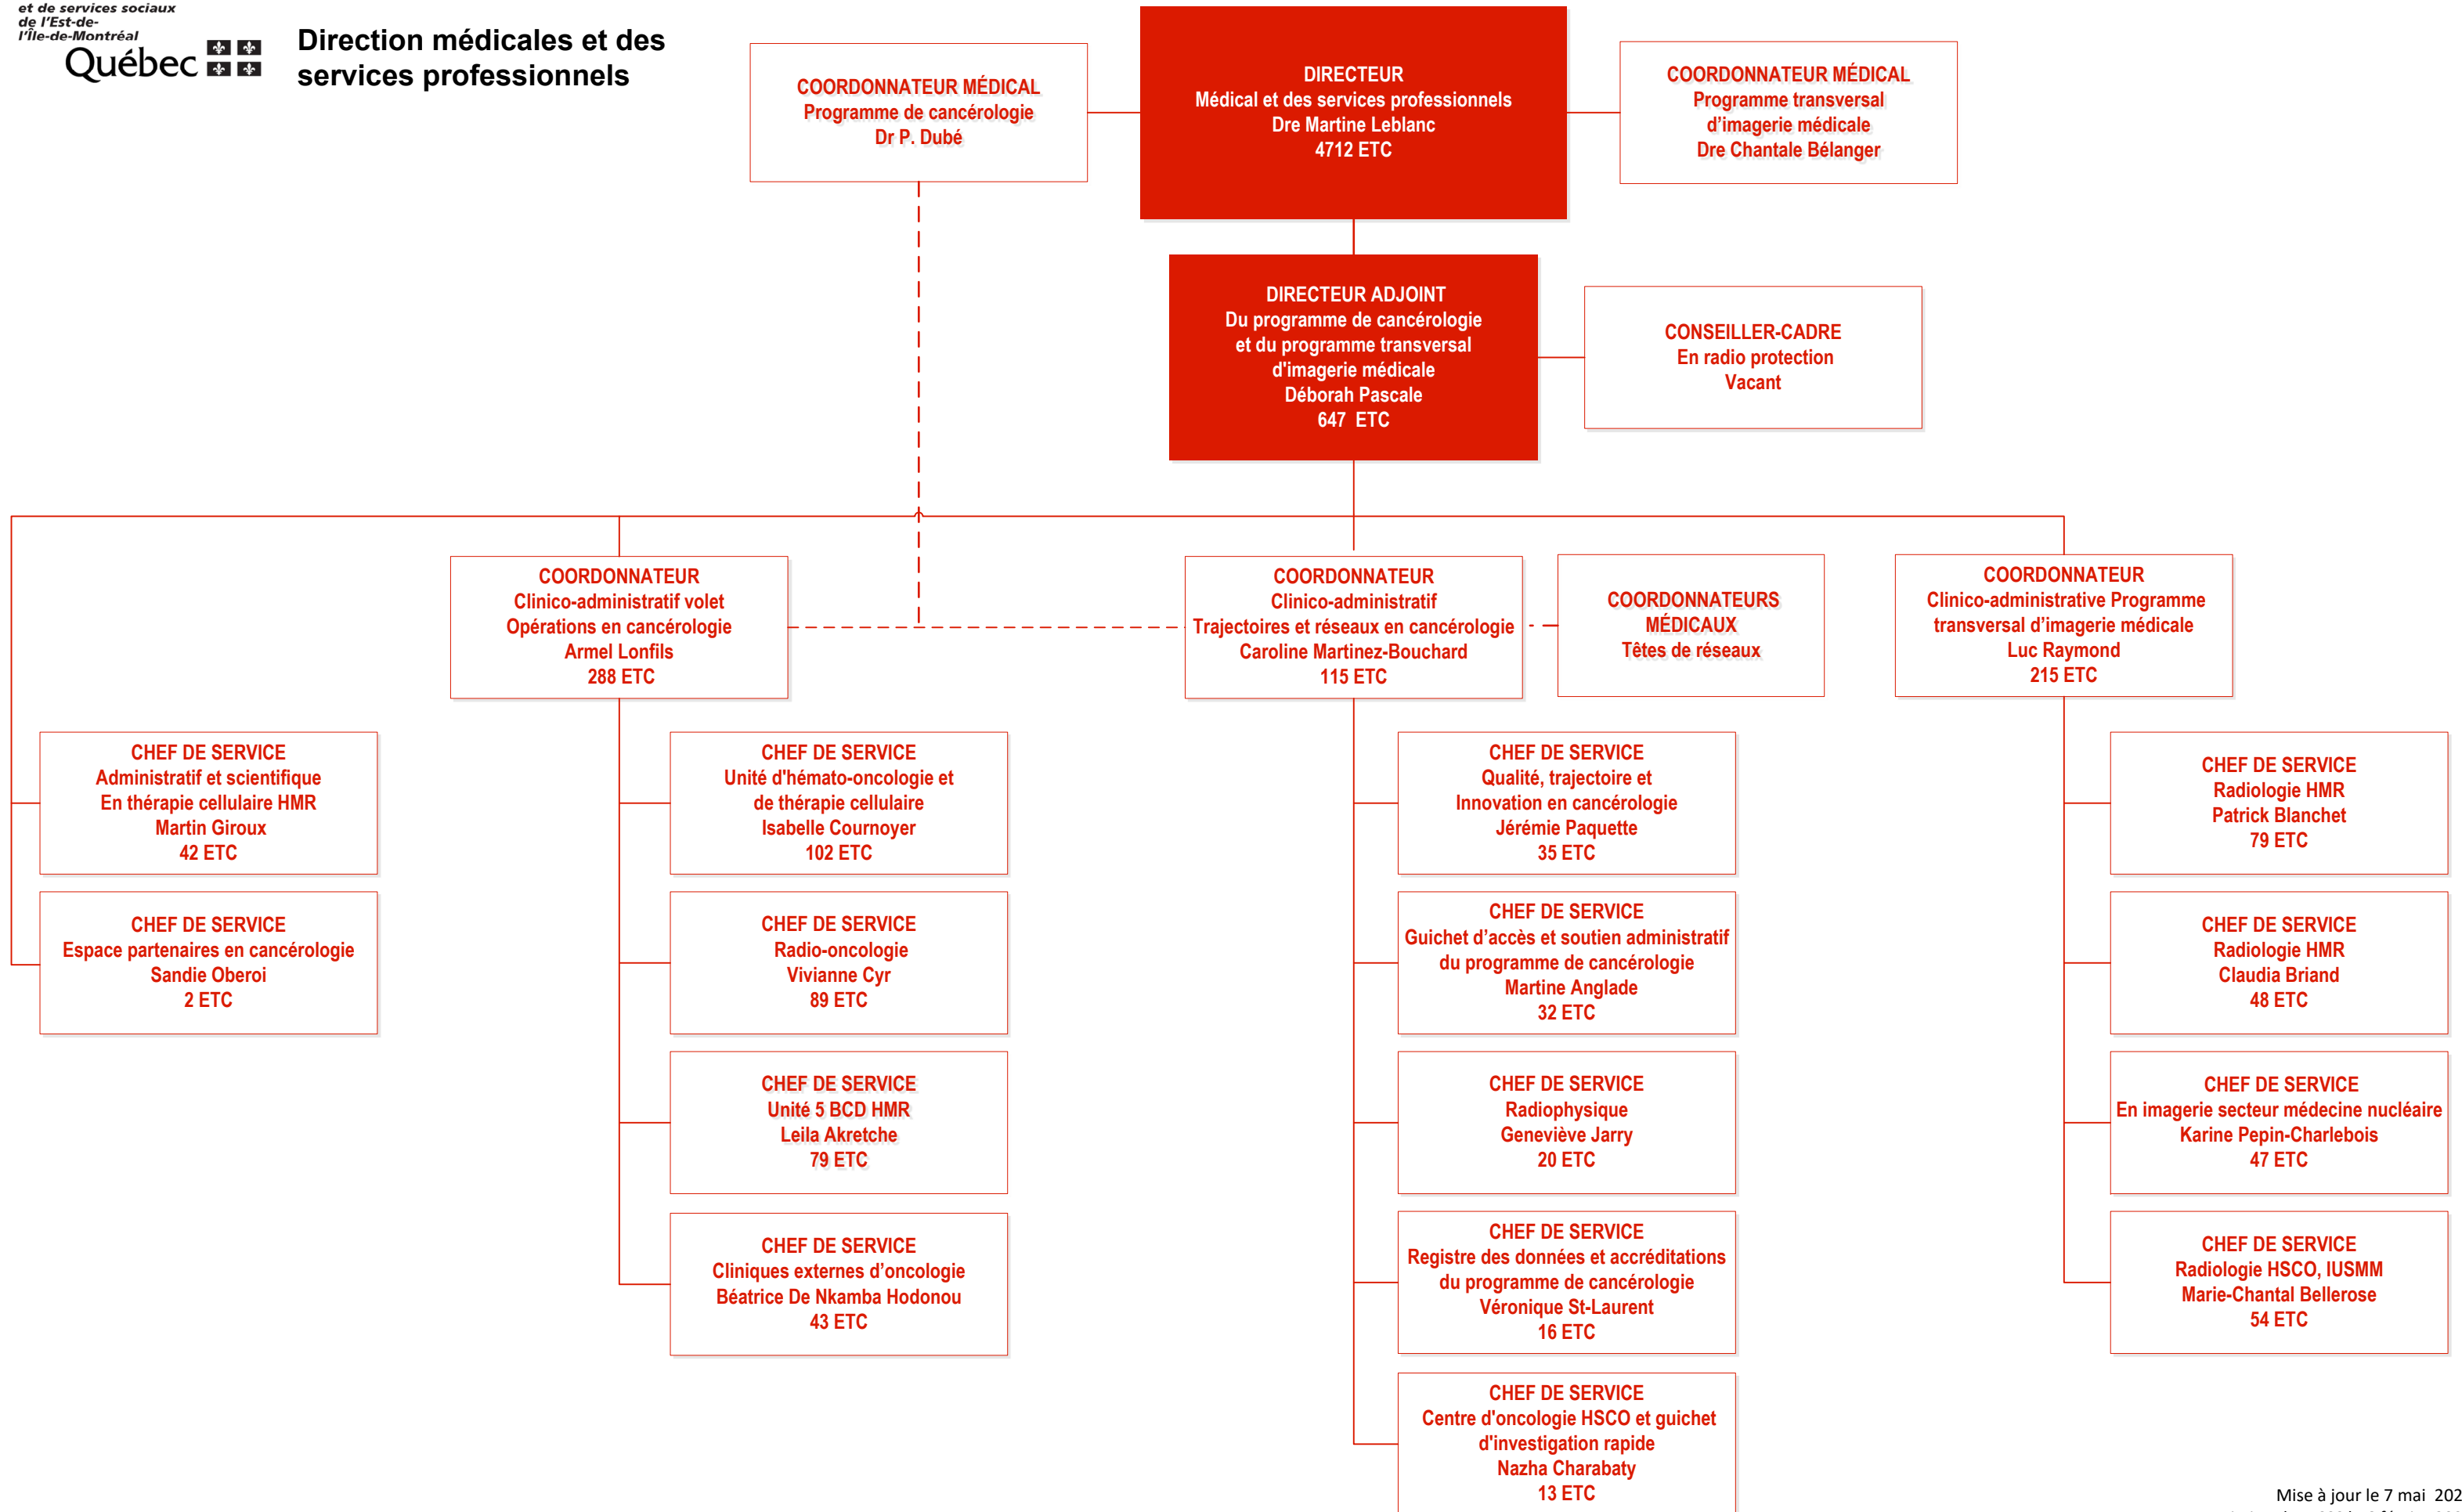 et de services sociaux
de l'Est-de-
l'Île-de-Montréal
Québec
Direction médicales et des
services professionnels
COORDONNATEUR MÉDICAL
Programme de cancérologie
Dr P. Dubé
DIRECTEUR
Médical et des services professionnels
Dre Martine Leblanc
4712 ETC
COORDONNATEUR MÉDICAL
Programme transversal
d'imagerie médicale
Dre Chantale Bélanger
DIRECTEUR ADJOINT
Du programme de cancérologie
et du programme transversal
d'imagerie médicale
Déborah Pascale
647 ETC
CONSEILLER-CADRE
En radio protection
Vacant
COORDONNATEUR
Clinico-administratif volet
Opérations en cancérologie
Armel Lonfils
288 ETC
COORDONNATEUR
Clinico-administratif
Trajectoires et réseaux en cancérologie
Caroline Martinez-Bouchard
115 ETC
COORDONNATEURS
MÉDICAUX
Têtes de réseaux
COORDONNATEUR
Clinico-administrative Programme
transversal d'imagerie médicale
Luc Raymond
215 ETC
CHEF DE SERVICE
Administratif et scientifique
En thérapie cellulaire HMR
Martin Giroux
42 ETC
CHEF DE SERVICE
Espace partenaires en cancérologie
Sandie Oberoi
2 ETC
CHEF DE SERVICE
Unité d'hémato-oncologie et
de thérapie cellulaire
Isabelle Cournoyer
102 ETC
CHEF DE SERVICE
Radio-oncologie
Vivianne Cyr
89 ETC
CHEF DE SERVICE
Unité 5 BCD HMR
Leila Akretche
79 ETC
CHEF DE SERVICE
Cliniques externes d'oncologie
Béatrice De Nkamba Hodonou
43 ETC
CHEF DE SERVICE
Qualité, trajectoire et
Innovation en cancérologie
Jérémie Paquette
35 ETC
CHEF DE SERVICE
Guichet d'accès et soutien administratif
du programme de cancérologie
Martine Anglade
32 ETC
CHEF DE SERVICE
Radiophysique
Geneviève Jarry
20 ETC
CHEF DE SERVICE
Registre des données et accréditations
du programme de cancérologie
Véronique St-Laurent
16 ETC
CHEF DE SERVICE
Centre d'oncologie HSCO et guichet
d'investigation rapide
Nazha Charabaty
13 ETC
CHEF DE SERVICE
Radiologie HMR
Patrick Blanchet
79 ETC
CHEF DE SERVICE
Radiologie HMR
Claudia Briand
48 ETC
CHEF DE SERVICE
En imagerie secteur médecine nucléaire
Karine Pepin-Charlebois
47 ETC
CHEF DE SERVICE
Radiologie HSCO, IUSMM
Marie-Chantal Bellerose
54 ETC
Mise à jour le 7 mai 202